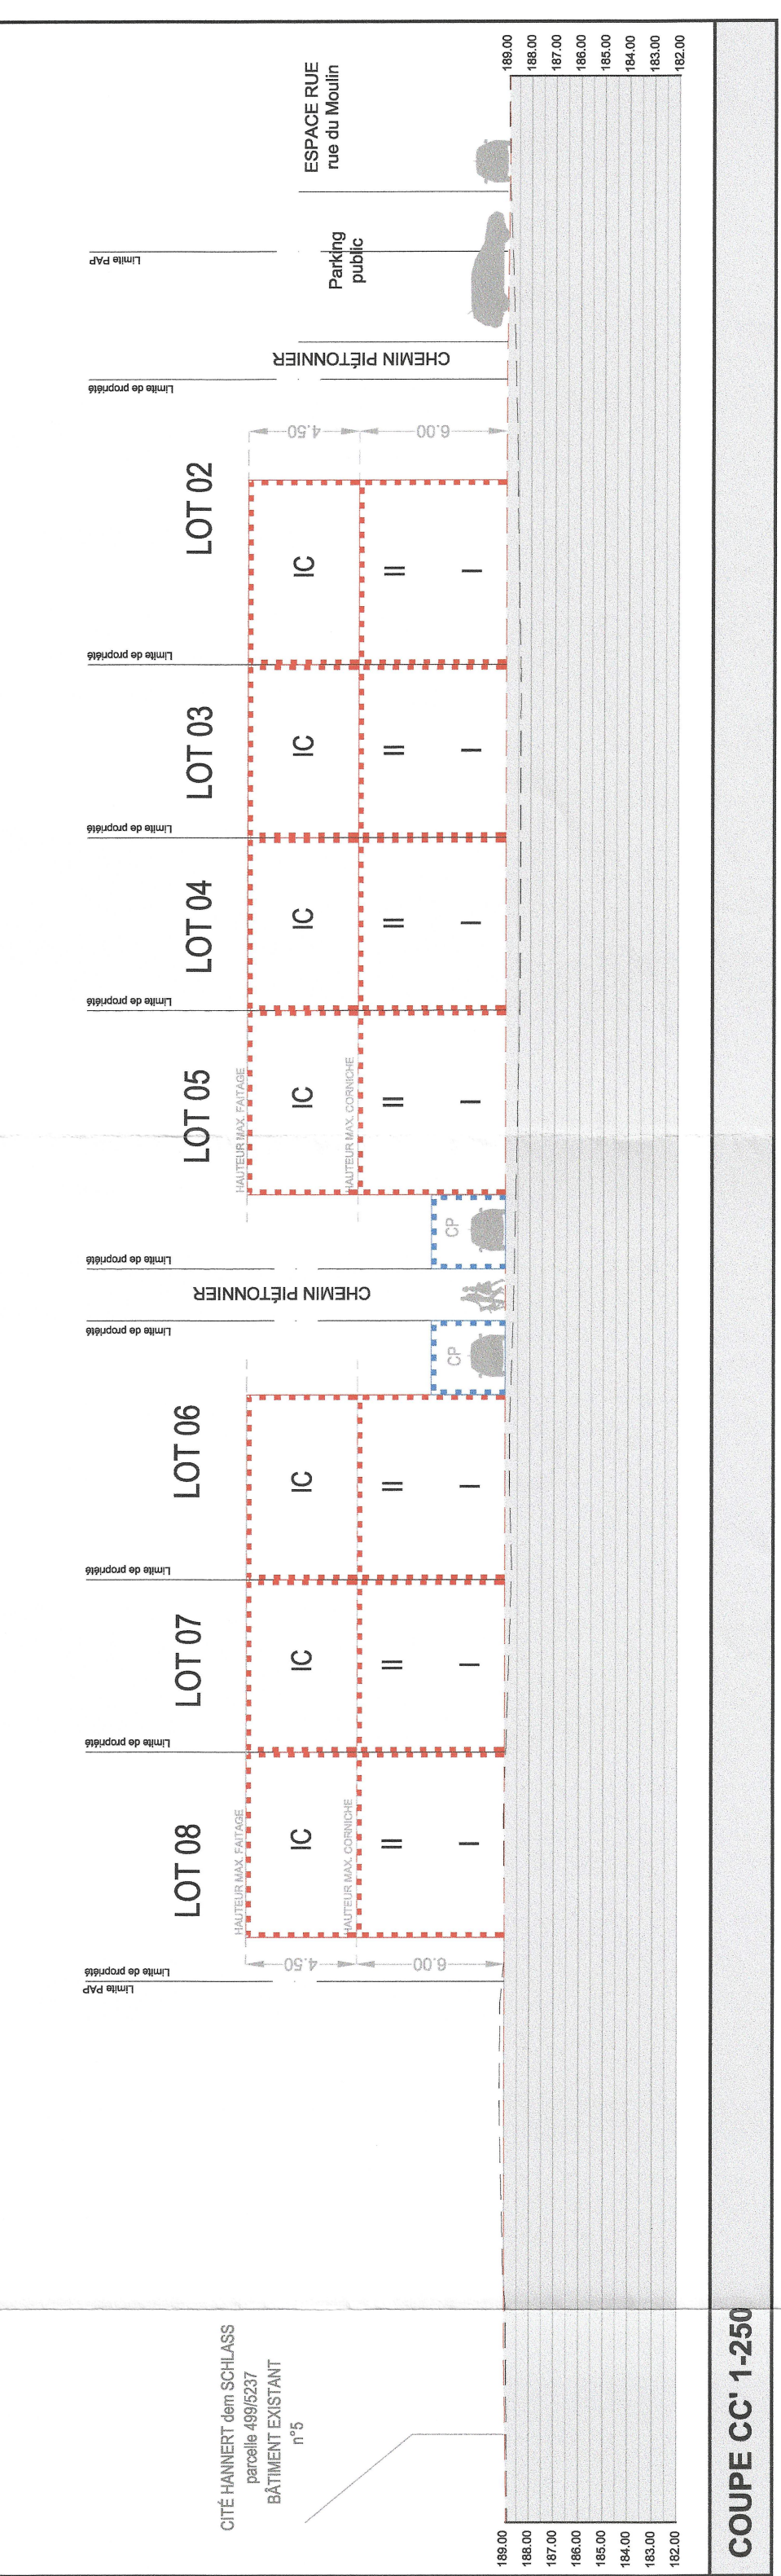 CITÉ HANNERT dem SCHLASS
parcelle 499/5237
BÂTIMENT EXISTANT
n°5
Limite PAP
Limite de propriété
LOT 08
HAUTEUR MAX. FAITAGE
HAUTEUR MAX. CORNICHE
4.50
6.00
IC
II
I
Limite de propriété
LOT 07
IC
II
I
Limite de propriété
LOT 06
IC
II
I
CP
Limite de propriété
CHEMIN PIÉTONNIER
Limite de propriété
CP
LOT 05
HAUTEUR MAX. FAITAGE
HAUTEUR MAX. CORNICHE
IC
II
I
Limite de propriété
LOT 04
IC
II
I
Limite de propriété
LOT 03
IC
II
I
Limite de propriété
LOT 02
IC
II
I
4.50
6.00
Limite de propriété
CHEMIN PIÉTONNIER
Limite PAP
Parking
public
ESPACE RUE
rue du Moulin
189.00
188.00
187.00
186.00
185.00
184.00
183.00
182.00
189.00
188.00
187.00
186.00
185.00
184.00
183.00
182.00
COUPE CC' 1-250